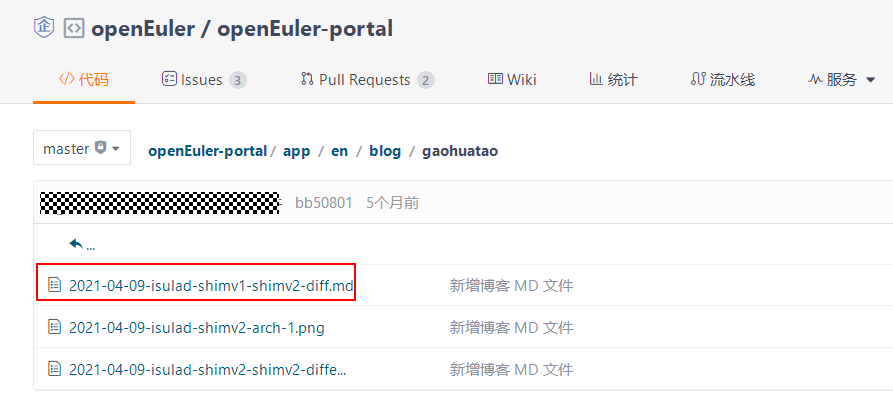 企 openEuler / openEuler-portal
代码 Issues 3 Pull Requests 2 Wiki 统计 流水线 服务
master openEuler-portal / app / en / blog / gaohuatao
bb50801 5个月前
...
2021-04-09-isulad-shimv1-shimv2-diff.md 新增博客 MD 文件
2021-04-09-isulad-shimv2-arch-1.png 新增博客 MD 文件
2021-04-09-isulad-shimv2-shimv2-diffe... 新增博客 MD 文件